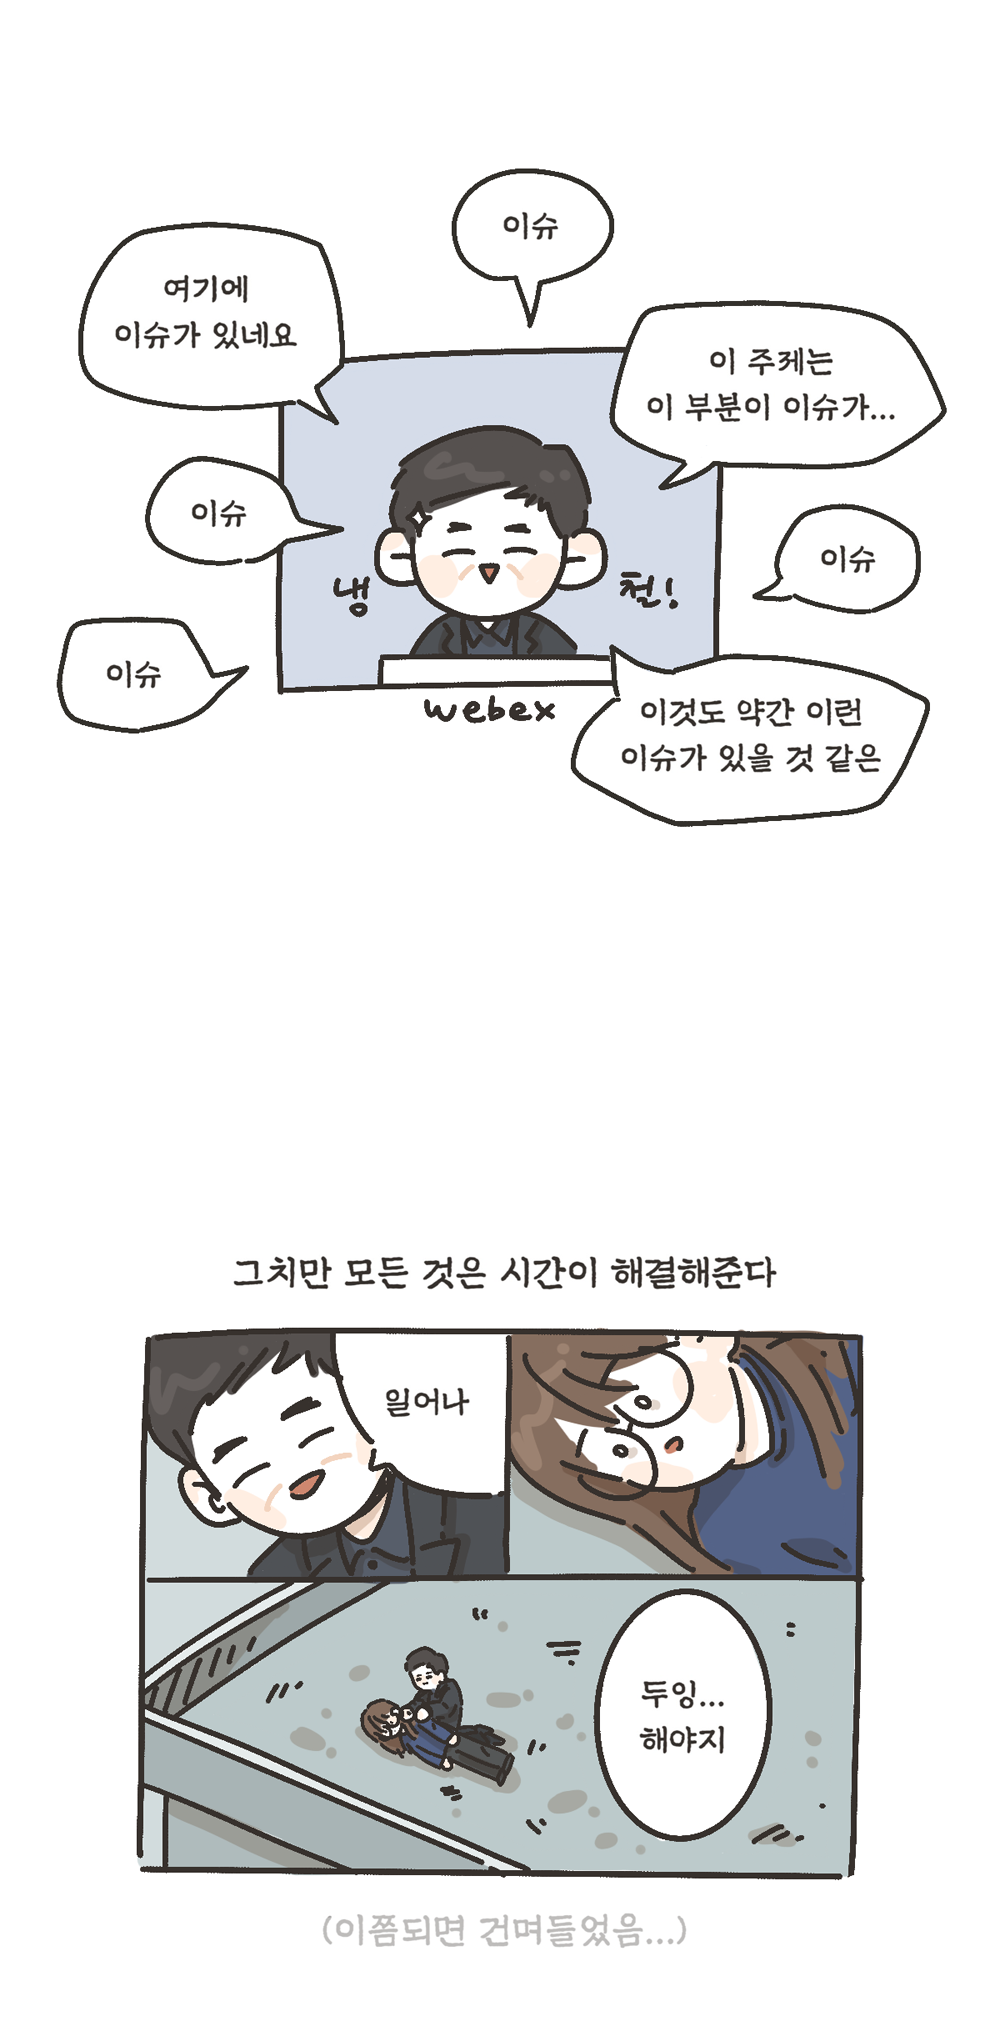 이슈
여기에
이슈가 있네요
이 주께는
이 부분이 이슈가...
이슈
이슈
냉
철!
이슈
webex
이것도 약간 이런
이슈가 있을 것 같은
그치만 모든 것은 시간이 해결해준다
일어나
두잉...
해야지
(이쯤되면 건며들었음...)